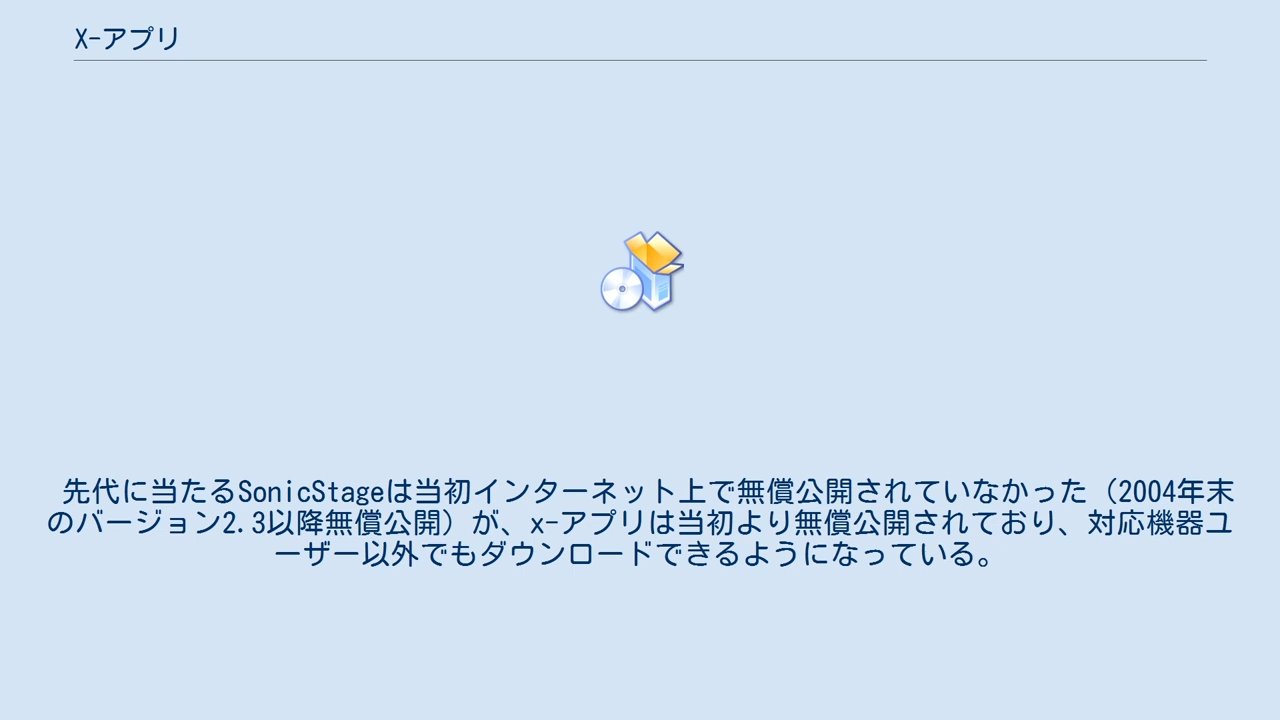 X-アプリ
先代に当たるSonicStageは当初インターネット上で無償公開されていなかった（2004年末
のバージョン2.3以降無償公開）が、x-アプリは当初より無償公開されており、対応機器ユ
ーザー以外でもダウンロードできるようになっている。